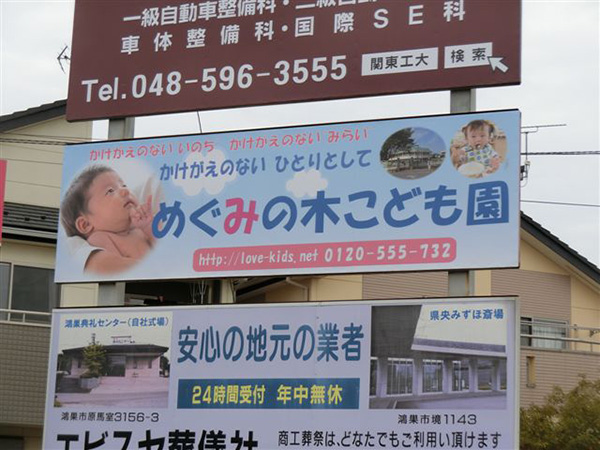 一級自動車整備科・二級自動
車体整備科・国際SE科
Tel.048-596-3555
関東工大
検索
かけがえのない いのち かけがえのない みらい
かけがえのない ひとりとして
めぐみの木こども園
http://love-kids.net 0120-555-732
鴻巣典礼センター(自社式場)
安心の地元の業者
県央みずほ斎場
24時間受付 年中無休
鴻巣市原馬室3156-3
鴻巣市境1143
エビスヤ葬儀社
商工葬祭は、どなたでもご利用い頂けます